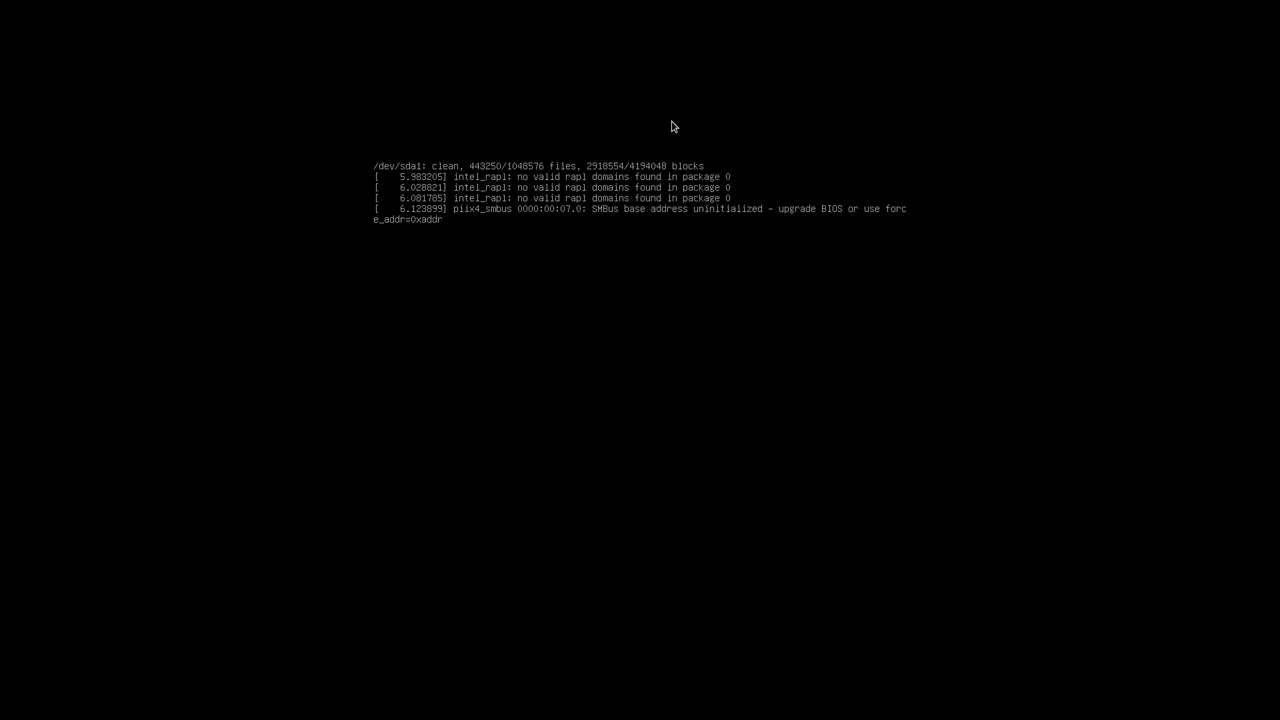 /dev/sda1: clean, 443250/1048576 files, 2918554/4194048 blocks
[    5.983205] intel_rapl: no valid rapl domains found in package 0
[    6.028821] intel_rapl: no valid rapl domains found in package 0
[    6.081785] intel_rapl: no valid rapl domains found in package 0
[    6.123899] piix4_smbus 0000:00:07.0: SMBus base address uninitialized - upgrade BIOS or use forc
e_addr=0xaddr